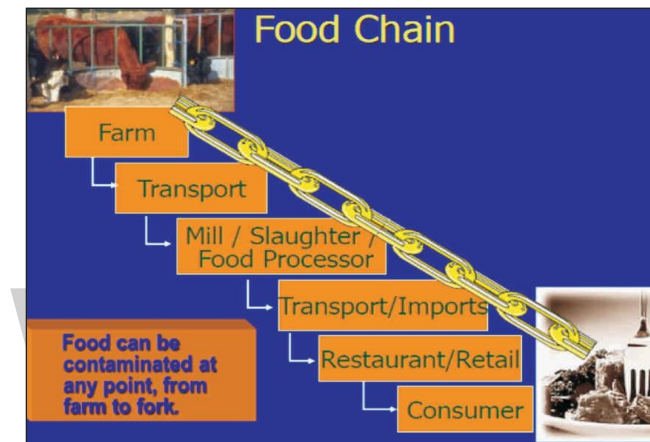 Food Chain
Farm
Transport
Mill / Slaughter /
Food Processor
Transport/Imports
Restaurant/Retail
Consumer
Food can be
contaminated at
any point, from
farm to fork.